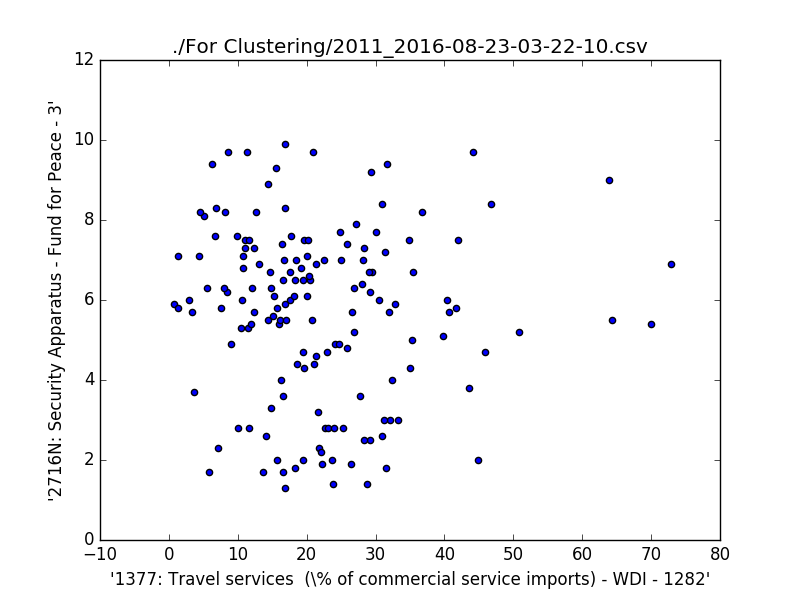 ./For Clustering/2011_2016-08-23-03-22-10.csv
12
10
8
6
4
2
0
'2716N: Security Apparatus - Fund for Peace - 3'
−10 0 10 20 30 40 50 60 70 80
'1377: Travel services  (\% of commercial service imports) - WDI - 1282'